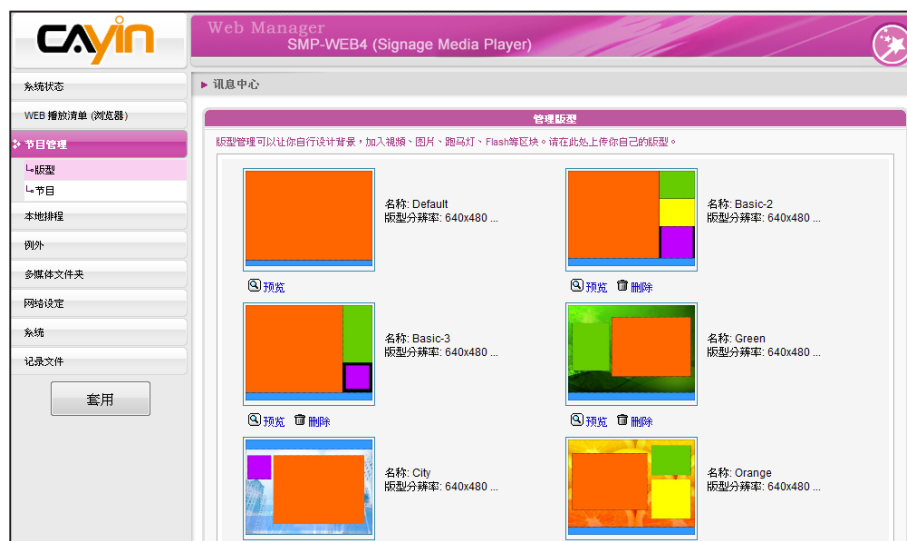 CAYIN
Web Manager
SMP-WEB4 (Signage Media Player)
系统状态
WEB 播放清单 (浏览器)
节目管理
版型
节目
本地排程
例外
多媒体文件夹
网络设定
系统
记录文件
套用
讯息中心
管理版型
版型管理可以让你自行设计背景，加入视频、图片、跑马灯、Flash等区块。请在此处上传你自己的版型。
名称: Default
版型分辨率: 640x480 ...
预览
名称: Basic-2
版型分辨率: 640x480 ...
预览 删除
名称: Basic-3
版型分辨率: 640x480 ...
预览 删除
名称: Green
版型分辨率: 640x480 ...
预览 删除
名称: City
版型分辨率: 640x480 ...
名称: Orange
版型分辨率: 640x480 ...